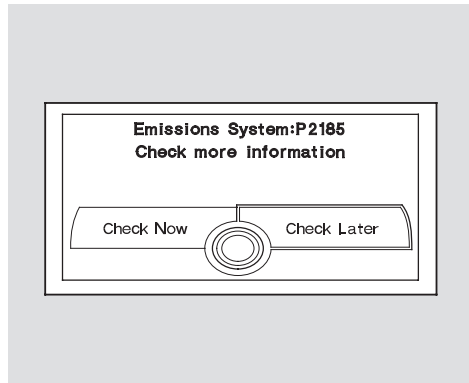 Emissions System:P2185
Check more information
Check Now
Check Later